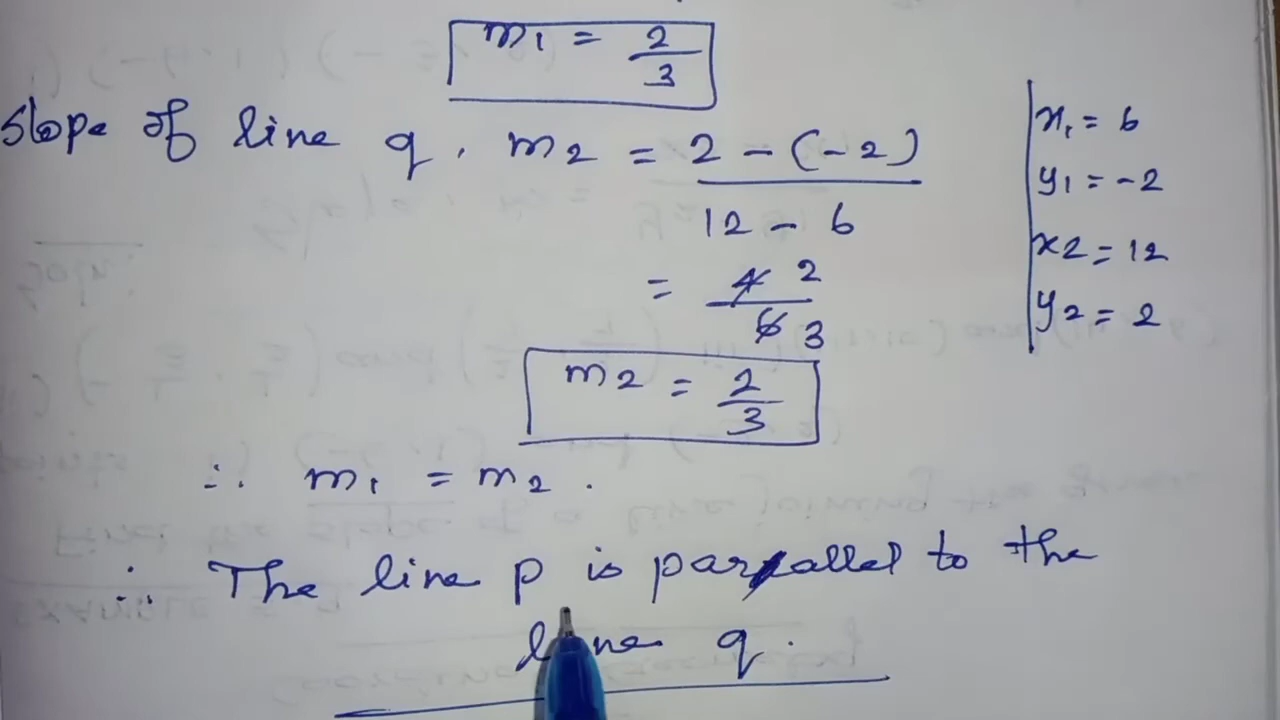 m1 = 2/3
Slope of line q, m2 = 2 - (-2) / 12 - 6
x1 = 6
y1 = -2
x2 = 12
y2 = 2
= 4 2 / 6 3
m2 = 2/3
∴ m1 = m2.
∴ The line p is parallel to the
line q.